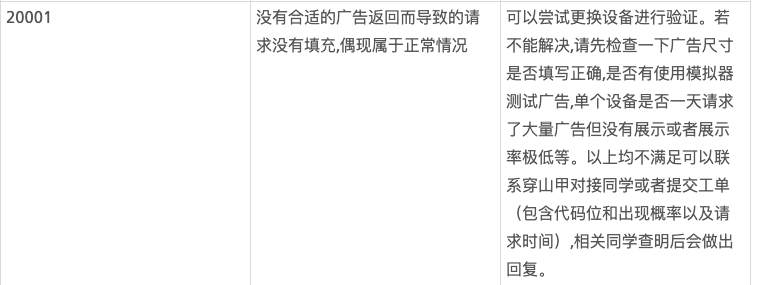 20001
没有合适的广告返回而导致的请
求没有填充,偶现属于正常情况
可以尝试更换设备进行验证。若
不能解决,请先检查一下广告尺寸
是否填写正确,是否有使用模拟器
测试广告,单个设备是否一天请求
了大量广告但没有展示或者展示
率极低等。以上均不满足可以联
系穿山甲对接同学或者提交工单
（包含代码位和出现概率以及请
求时间）,相关同学查明后会做出
回复。